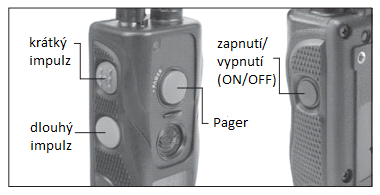 krátký
impulz
dlouhý
impulz
Pager
zapnutí/
vypnutí
(ON/OFF)